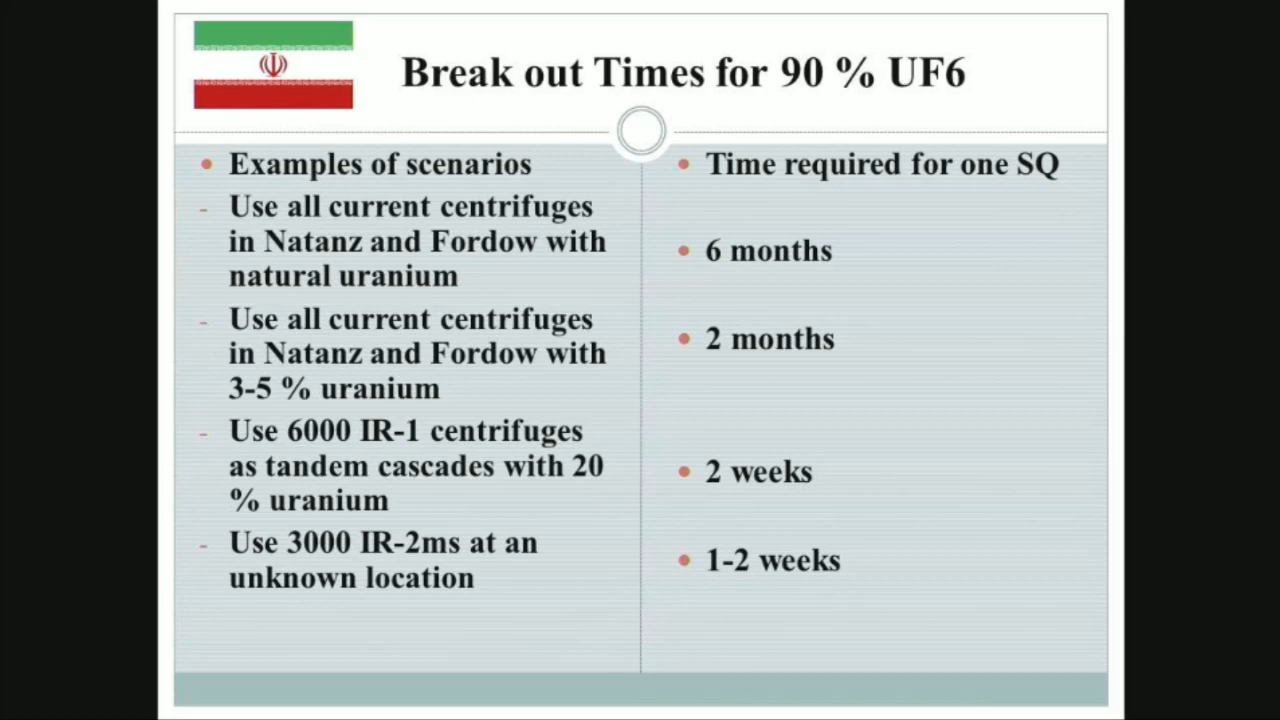 Break out Times for 90 % UF6
• Examples of scenarios
- Use all current centrifuges
in Natanz and Fordow with
natural uranium
- Use all current centrifuges
in Natanz and Fordow with
3-5 % uranium
- Use 6000 IR-1 centrifuges
as tandem cascades with 20
% uranium
- Use 3000 IR-2ms at an
unknown location
• Time required for one SQ
• 6 months
• 2 months
• 2 weeks
• 1-2 weeks